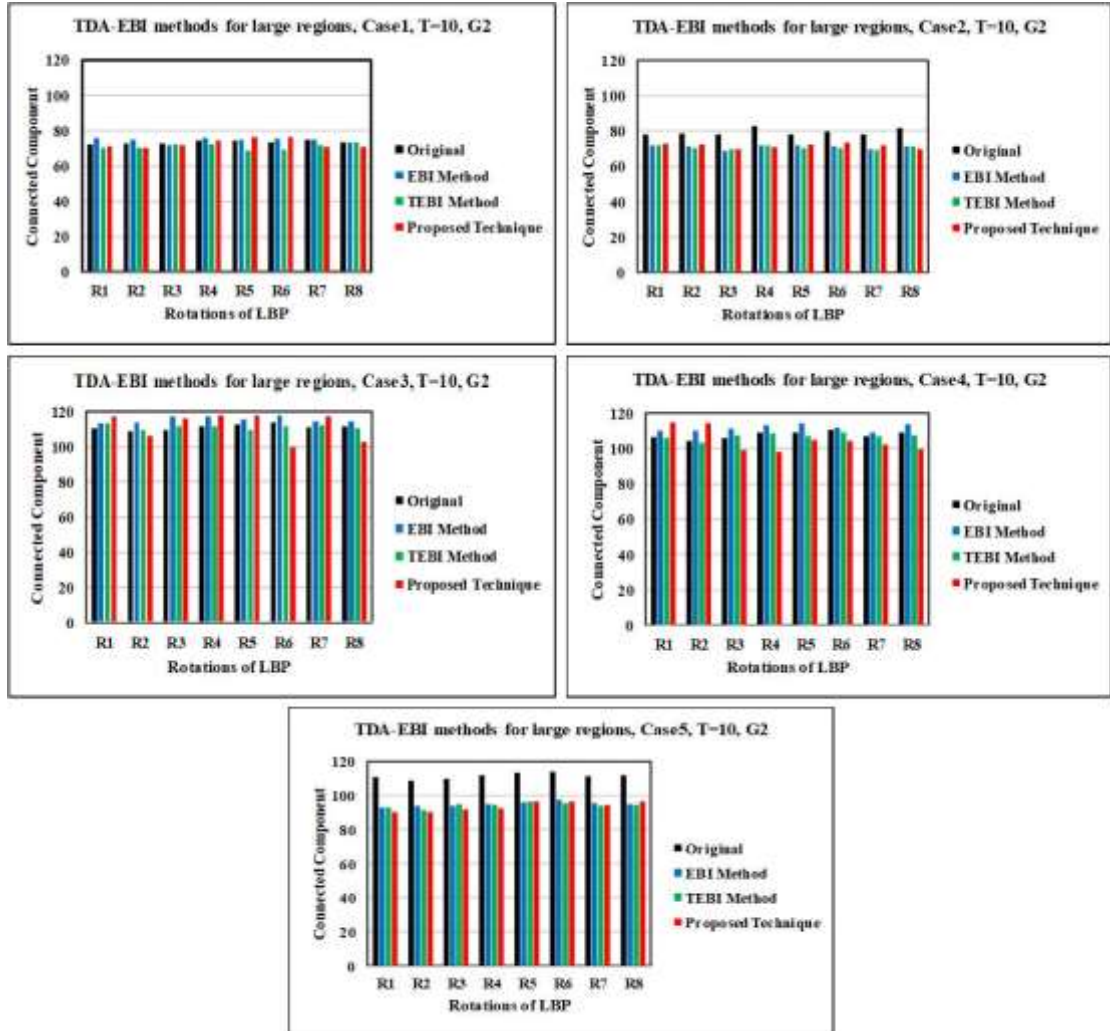 TDA-EBI methods for large regions, Case1, T=10, G2
120
100
80
60
40
20
0
Connected Component
R1 R2 R3 R4 R5 R6 R7 R8
Rotations of LBP
Original
EBI Method
TEBI Method
Proposed Technique
TDA-EBI methods for large regions, Case2, T=10, G2
120
100
80
60
40
20
0
Connected Component
R1 R2 R3 R4 R5 R6 R7 R8
Rotations of LBP
Original
EBI Method
TEBI Method
Proposed Technique
TDA-EBI methods for large regions, Case3, T=10, G2
120
100
80
60
40
20
0
Connected Component
R1 R2 R3 R4 R5 R6 R7 R8
Rotations of LBP
Original
EBI Method
TEBI Method
Proposed Technique
TDA-EBI methods for large regions, Case4, T=10, G2
120
100
80
60
40
20
0
Connected Component
R1 R2 R3 R4 R5 R6 R7 R8
Rotations of LBP
Original
EBI Method
TEBI Method
Proposed Technique
TDA-EBI methods for large regions, Case5, T=10, G2
120
100
80
60
40
20
0
Connected Component
R1 R2 R3 R4 R5 R6 R7 R8
Rotations of LBP
Original
EBI Method
TEBI Method
Proposed Technique